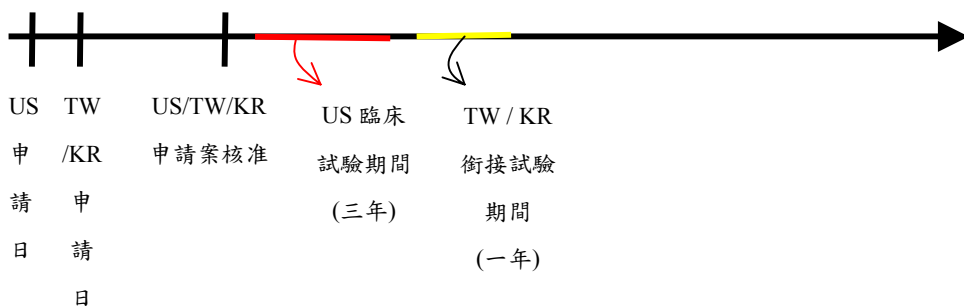 US
申
請
日
TW
/KR
申
請
日
US/TW/KR
申請案核准
US 臨床
試驗期間
(三年)
TW / KR
銜接試驗
期間
(一年)